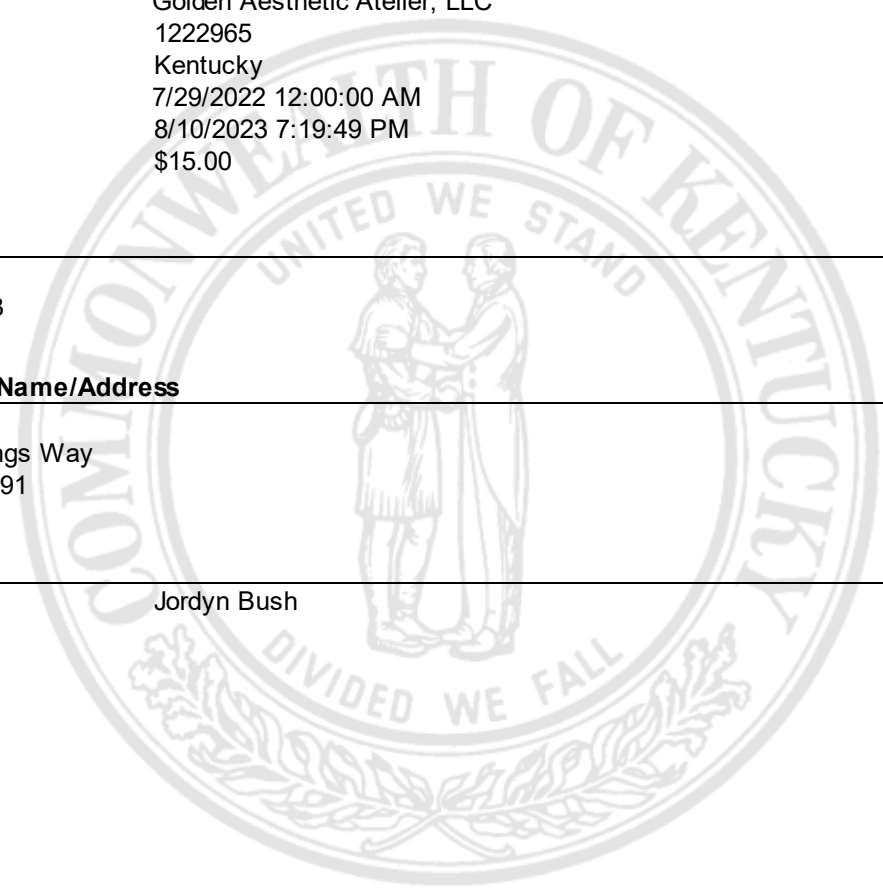 Golden Aesthetic Atelier, LLC
1222965
Kentucky
7/29/2022 12:00:00 AM
8/10/2023 7:19:49 PM
$15.00
Name/Address
Way
91
Jordyn Bush
COMMONWEALTH OF KENTUCKY
UNITED WE STAND
DIVIDED WE FALL